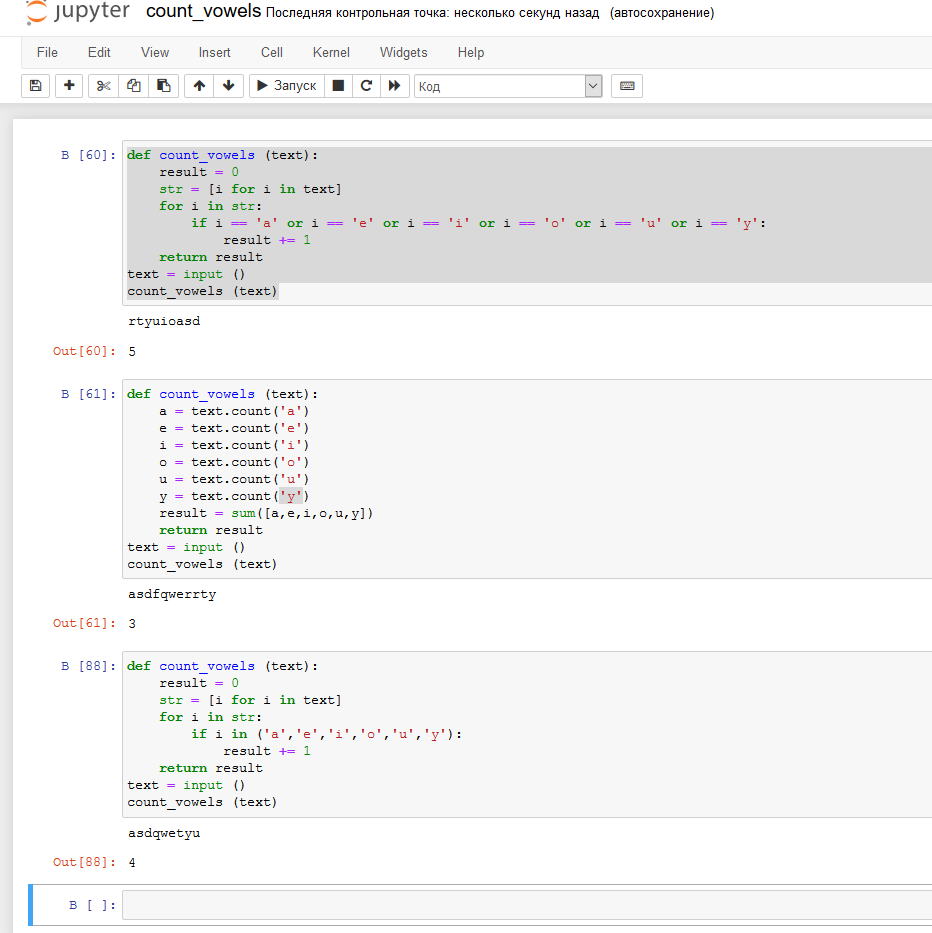 jupyter count_vowels Последняя контрольная точка: несколько секунд назад (автосохранение)
File Edit View Insert Cell Kernel Widgets Help
Запуск Код
В [60]: def count_vowels (text):
    result = 0
    str = [i for i in text]
    for i in str:
        if i == 'a' or i == 'e' or i == 'i' or i == 'o' or i == 'u' or i == 'y':
            result += 1
    return result
text = input ()
count_vowels (text)
rtyuioasd
Out[60]: 5
В [61]: def count_vowels (text):
    a = text.count('a')
    e = text.count('e')
    i = text.count('i')
    o = text.count('o')
    u = text.count('u')
    y = text.count('y')
    result = sum([a,e,i,o,u,y])
    return result
text = input ()
count_vowels (text)
asdfqwerrty
Out[61]: 3
В [88]: def count_vowels (text):
    result = 0
    str = [i for i in text]
    for i in str:
        if i in ('a','e','i','o','u','y'):
            result += 1
    return result
text = input ()
count_vowels (text)
asdqwetyu
Out[88]: 4
В [ ]: